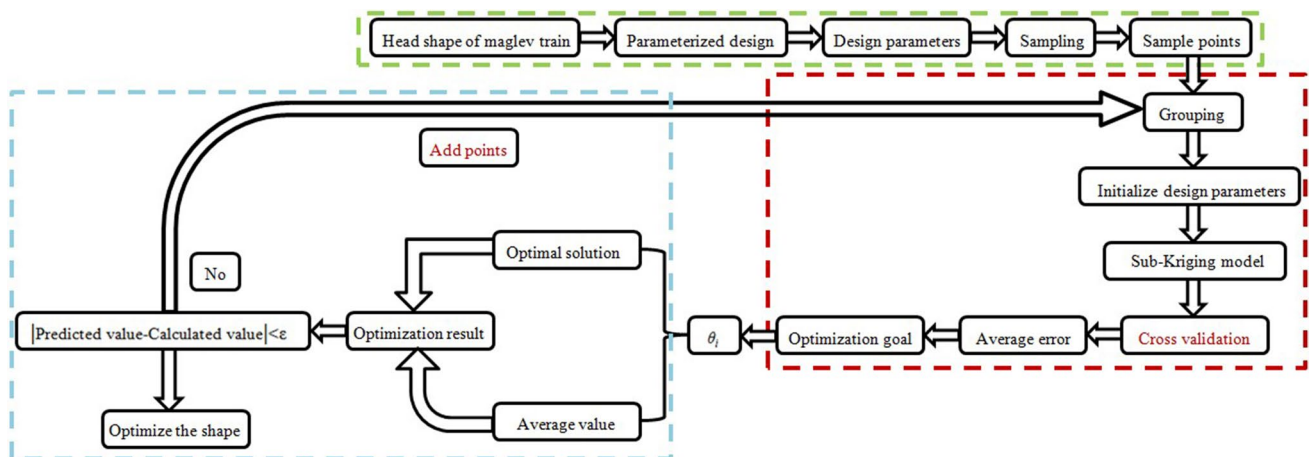 Head shape of maglev train
Parameterized design
Design parameters
Sampling
Sample points
Grouping
Add points
Initialize design parameters
Optimal solution
Sub-Kriging model
No
|Predicted value-Calculated value|<ε
Optimization result
θi
Optimization goal
Average error
Cross validation
Average value
Optimize the shape